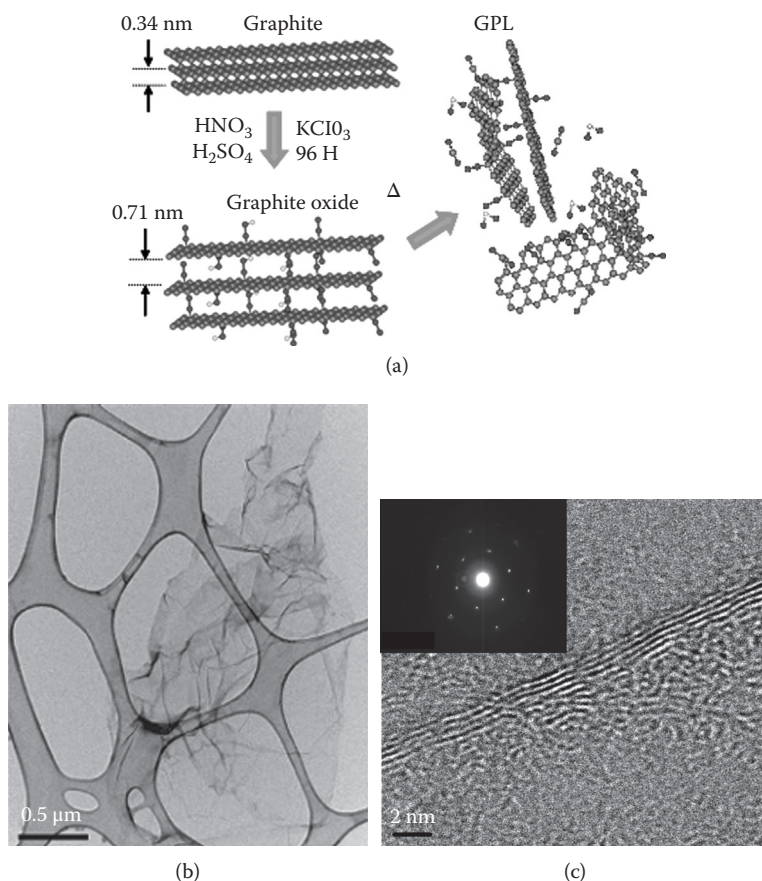 0.34 nm
Graphite
GPL
HNO₃
KCl0₃
H₂SO₄
96 H
Graphite oxide
Δ
0.71 nm
(a)
0.5 µm
2 nm
(b)
(c)